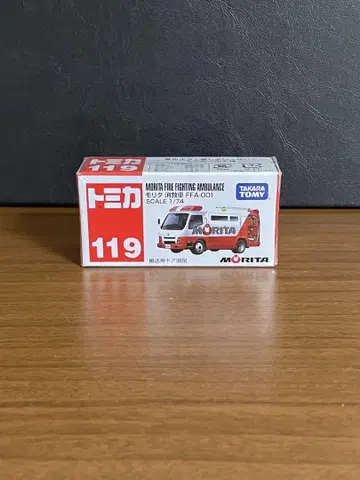 トミカ
119
MORITA FIRE FIGHTING AMBULANCE
モリタ 消救車 FFA-001
SCALE 1/74
TAKARA
TOMY
MORITA
MORITA